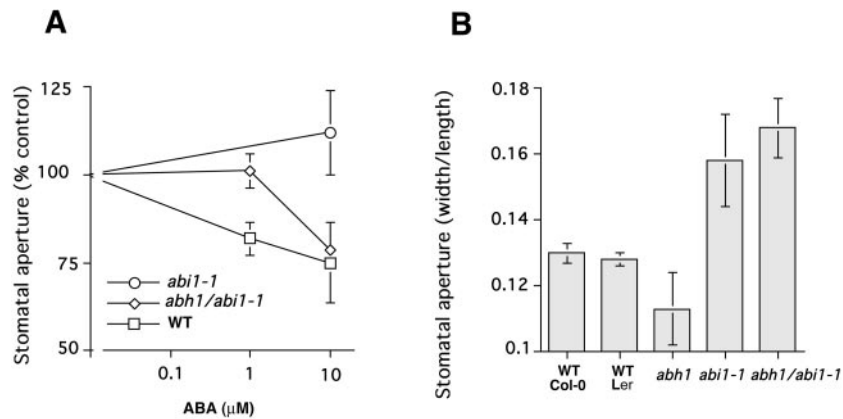 A
Stomatal aperture (% control)
125
100
75
50
abi1-1
abh1/abi1-1
WT
0.1
1
10
ABA (µM)
B
Stomatal aperture (width/length)
0.18
0.16
0.14
0.13
0.12
0.1
WT Col-0
WT Ler
abh1
abi1-1
abh1/abi1-1